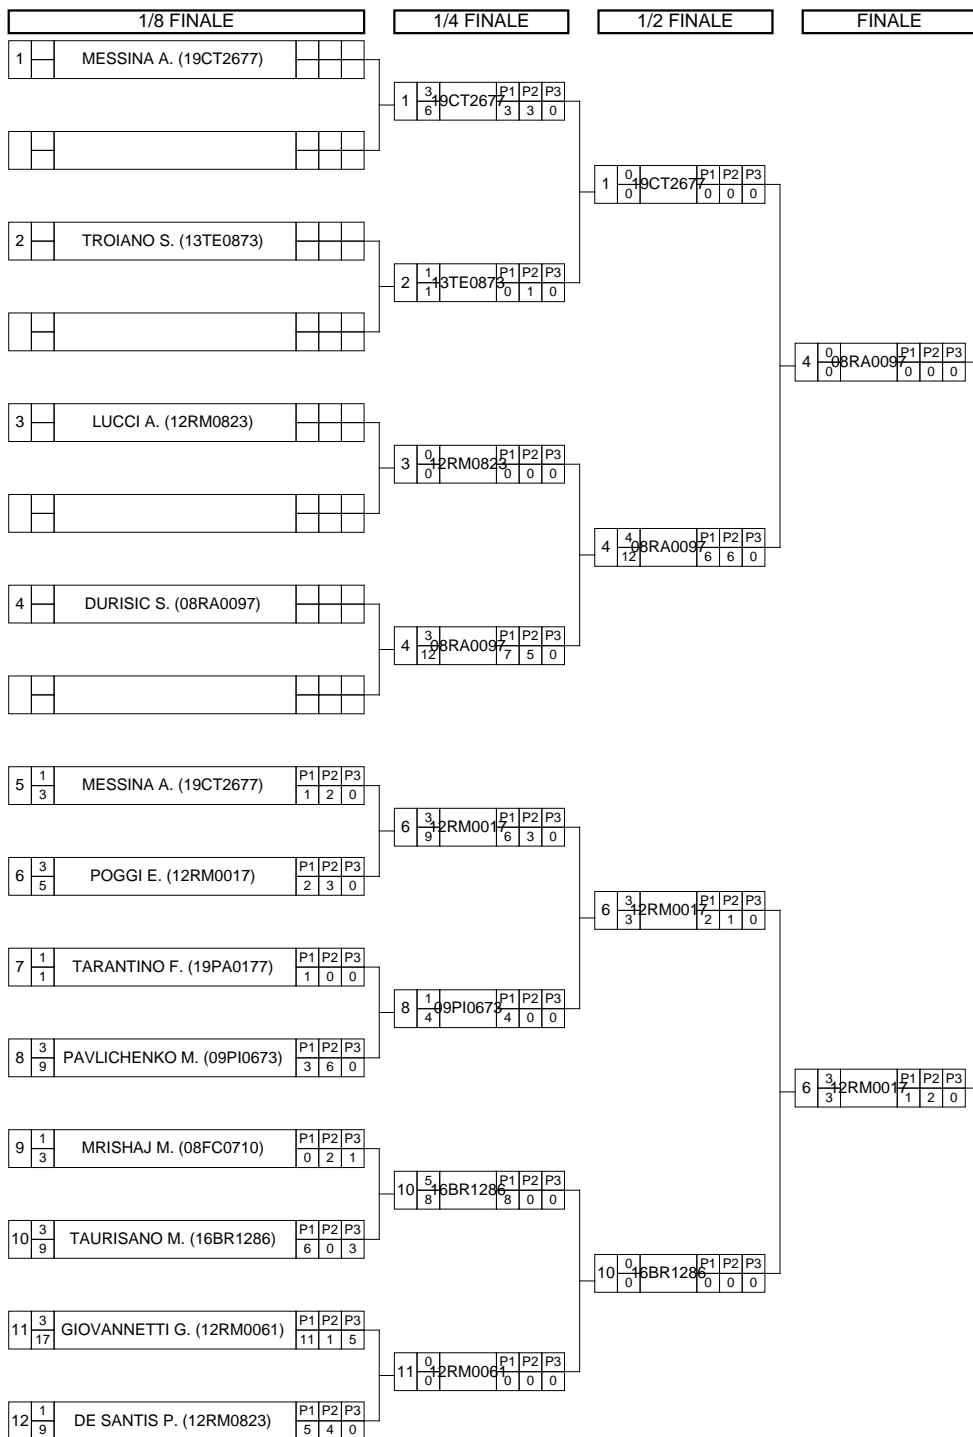 1/8 FINALE 1/4 FINALE 1/2 FINALE FINALE
1 MESSINA A. (19CT2677)
1 3 6 19CT2677 P1 P2 P3 3 3 0
1 0 0 19CT2677 P1 P2 P3 0 0 0
2 TROIANO S. (13TE0873)
2 1 1 13TE0873 P1 P2 P3 0 1 0
4 0 0 08RA0097 P1 P2 P3 0 0 0
3 LUCCI A. (12RM0823)
3 0 0 12RM0823 P1 P2 P3 0 0 0
4 4 12 08RA0097 P1 P2 P3 6 6 0
4 DURISIC S. (08RA0097)
4 3 12 08RA0097 P1 P2 P3 7 5 0
5 1 3 MESSINA A. (19CT2677) P1 P2 P3 1 2 0
6 3 9 12RM0017 P1 P2 P3 6 3 0
6 3 5 POGGI E. (12RM0017) P1 P2 P3 2 3 0
6 3 3 12RM0017 P1 P2 P3 2 1 0
7 1 1 TARANTINO F. (19PA0177) P1 P2 P3 1 0 0
8 1 4 09PI0673 P1 P2 P3 4 0 0
8 3 9 PAVLICHENKO M. (09PI0673) P1 P2 P3 3 6 0
6 3 3 12RM0017 P1 P2 P3 1 2 0
9 1 3 MRISHAJ M. (08FC0710) P1 P2 P3 0 2 1
10 5 8 16BR1286 P1 P2 P3 8 0 0
10 3 9 TAURISANO M. (16BR1286) P1 P2 P3 6 0 3
10 0 0 16BR1286 P1 P2 P3 0 0 0
11 3 17 GIOVANNETTI G. (12RM0061) P1 P2 P3 11 1 5
11 0 0 12RM0061 P1 P2 P3 0 0 0
12 1 9 DE SANTIS P. (12RM0823) P1 P2 P3 5 4 0